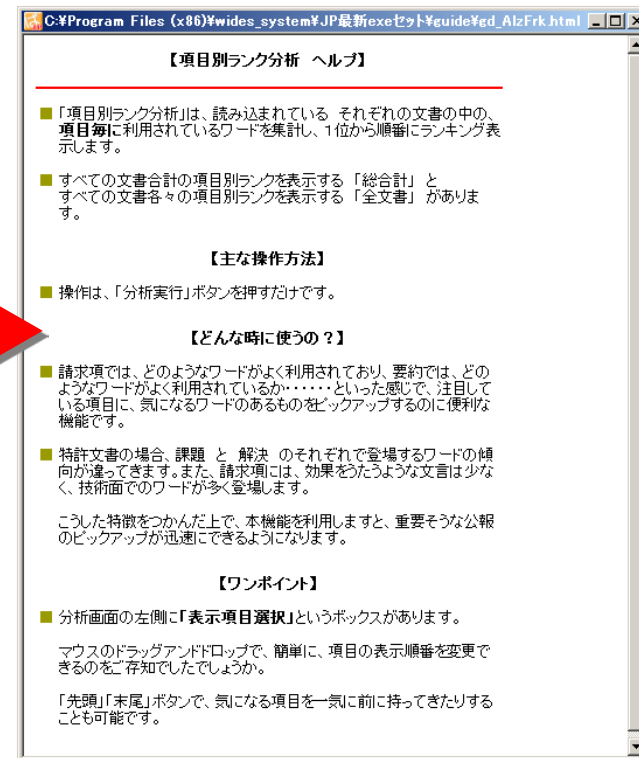 C:¥Program Files (x86)¥wides_system¥JP最新exeセット¥guide¥gd_AlzFrk.html
【項目別ランク分析 ヘルプ】
■「項目別ランク分析」は、読み込まれている それぞれの文書の中の、
項目毎に利用されているワードを集計し、1位から順番にランキング表
示します。
■ すべての文書合計の項目別ランクを表示する 「総合計」 と
すべての文書各々の項目別ランクを表示する 「全文書」 がありま
す。
【主な操作方法】
■ 操作は、「分析実行」ボタンを押すだけです。
【どんな時に使うの？】
■ 請求項では、どのようなワードがよく利用されており、要約では、どの
ようなワードがよく利用されているか・・・・・・といった感じで、注目して
いる項目に、気になるワードのあるものをピックアップするのに便利な
機能です。
■ 特許文書の場合、課題 と 解決 のそれぞれで登場するワードの傾
向が違ってきます。また、請求項には、効果をうたうような文言は少な
く、技術面でのワードが多く登場します。
こうした特徴をつかんだ上で、本機能を利用しますと、重要そうな公報
のピックアップが迅速にできるようになります。
【ワンポイント】
■ 分析画面の左側に「表示項目選択」というボックスがあります。
マウスのドラッグアンドドロップで、簡単に、項目の表示順番を変更で
きるのをご存知でしたでしょうか。
「先頭」「末尾」ボタンで、気になる項目を一気に前に持ってきたりする
ことも可能です。